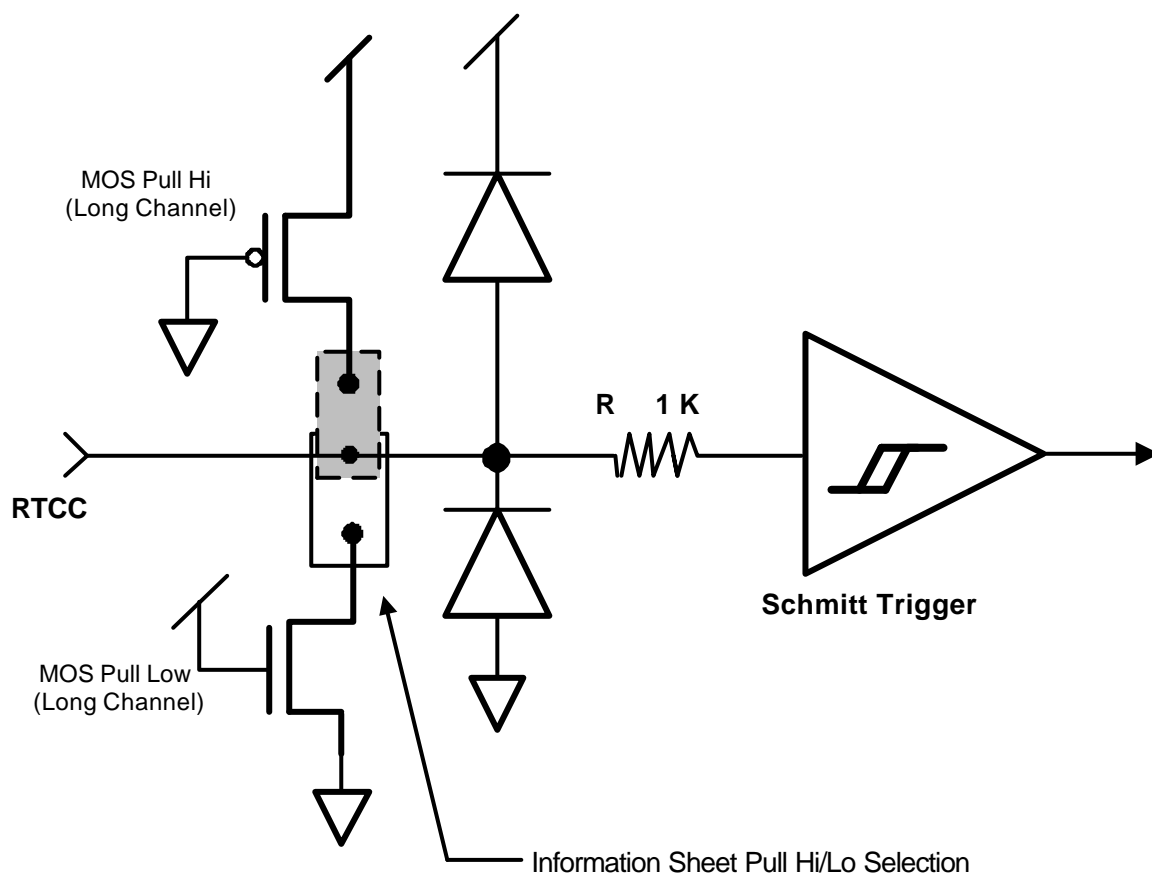 MOS Pull Hi
(Long Channel)
R 1 K
RTCC
Schmitt Trigger
MOS Pull Low
(Long Channel)
Information Sheet Pull Hi/Lo Selection